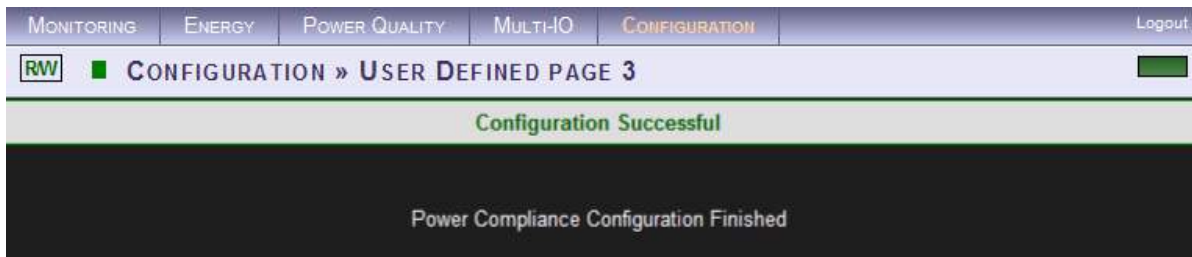 MONITORING ENERGY POWER QUALITY MULTI-IO CONFIGURATION Logout
R/W CONFIGURATION » USER DEFINED PAGE 3
Configuration Successful
Power Compliance Configuration Finished